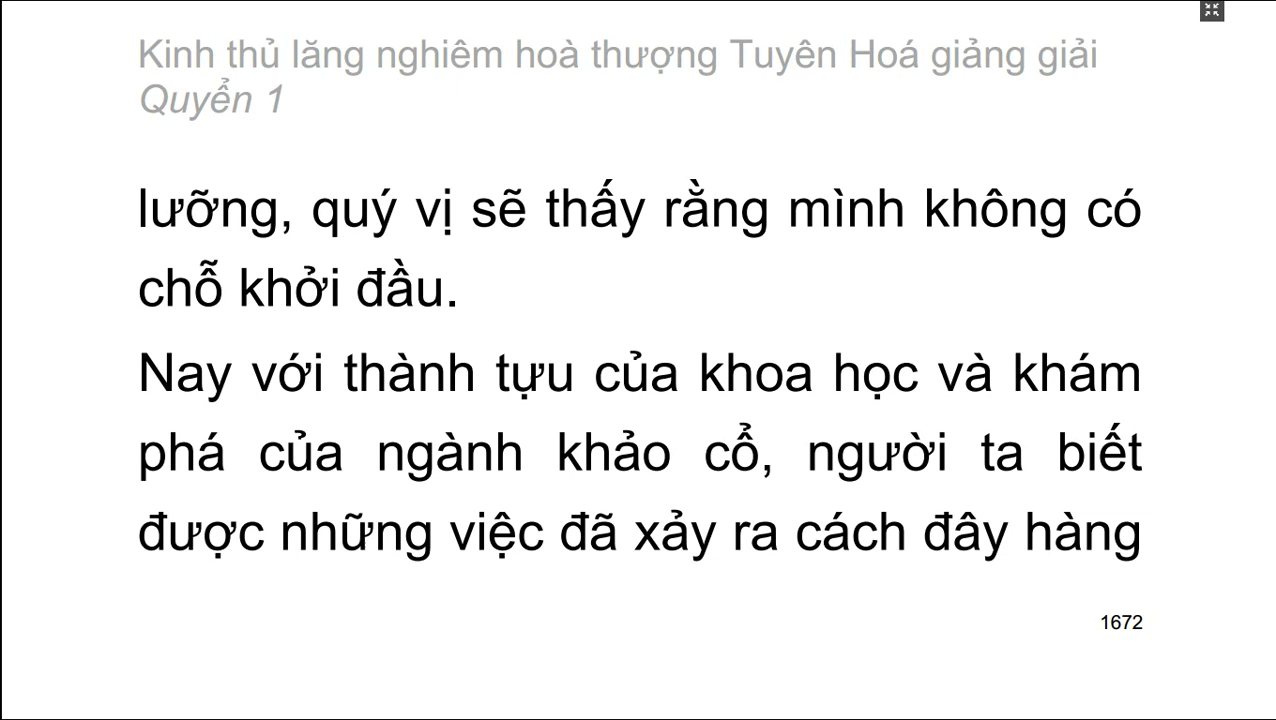 Kinh thủ lăng nghiêm hoà thượng Tuyên Hoá giảng giải
Quyển 1
lưỡng, quý vị sẽ thấy rằng mình không có
chỗ khởi đầu.
Nay với thành tựu của khoa học và khám
phá của ngành khảo cổ, người ta biết
được những việc đã xảy ra cách đây hàng
1672